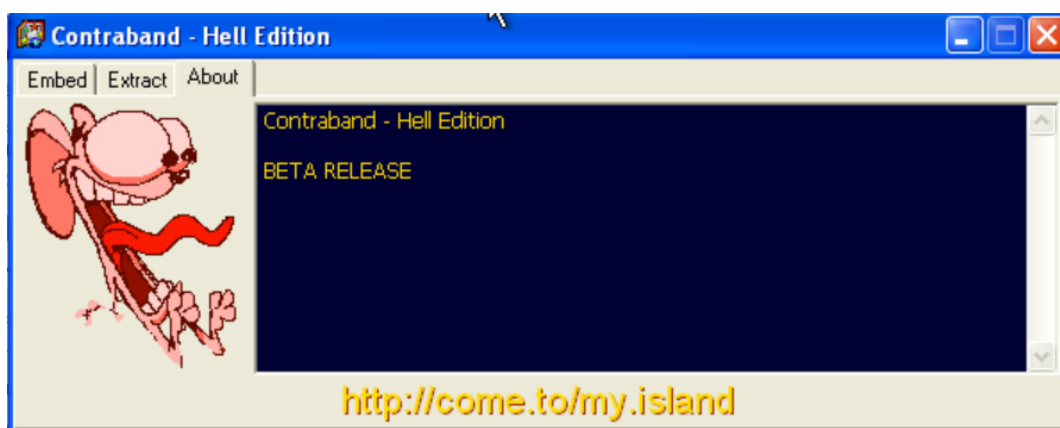 Contraband - Hell Edition
Embed Extract About
Contraband - Hell Edition
BETA RELEASE
http://come.to/my.island